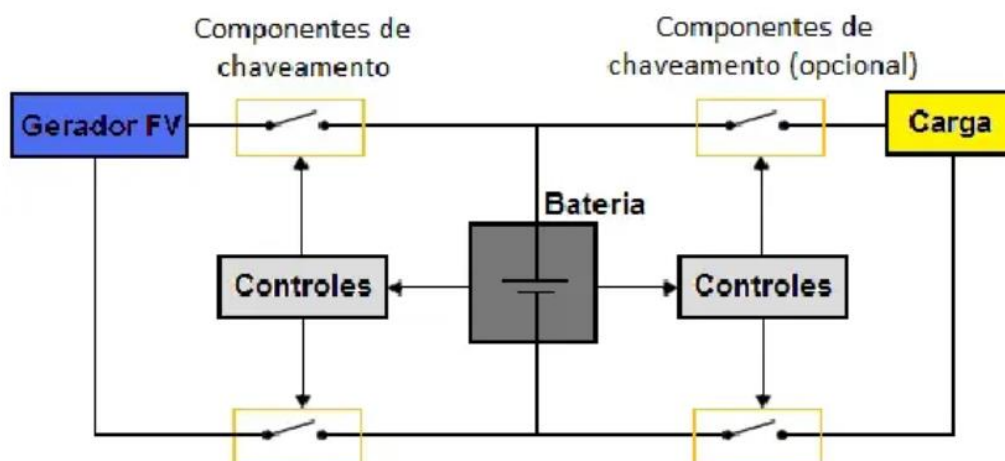 Componentes de
chaveamento
Componentes de
chaveamento (opcional)
Gerador FV
Carga
Bateria
Controles
Controles